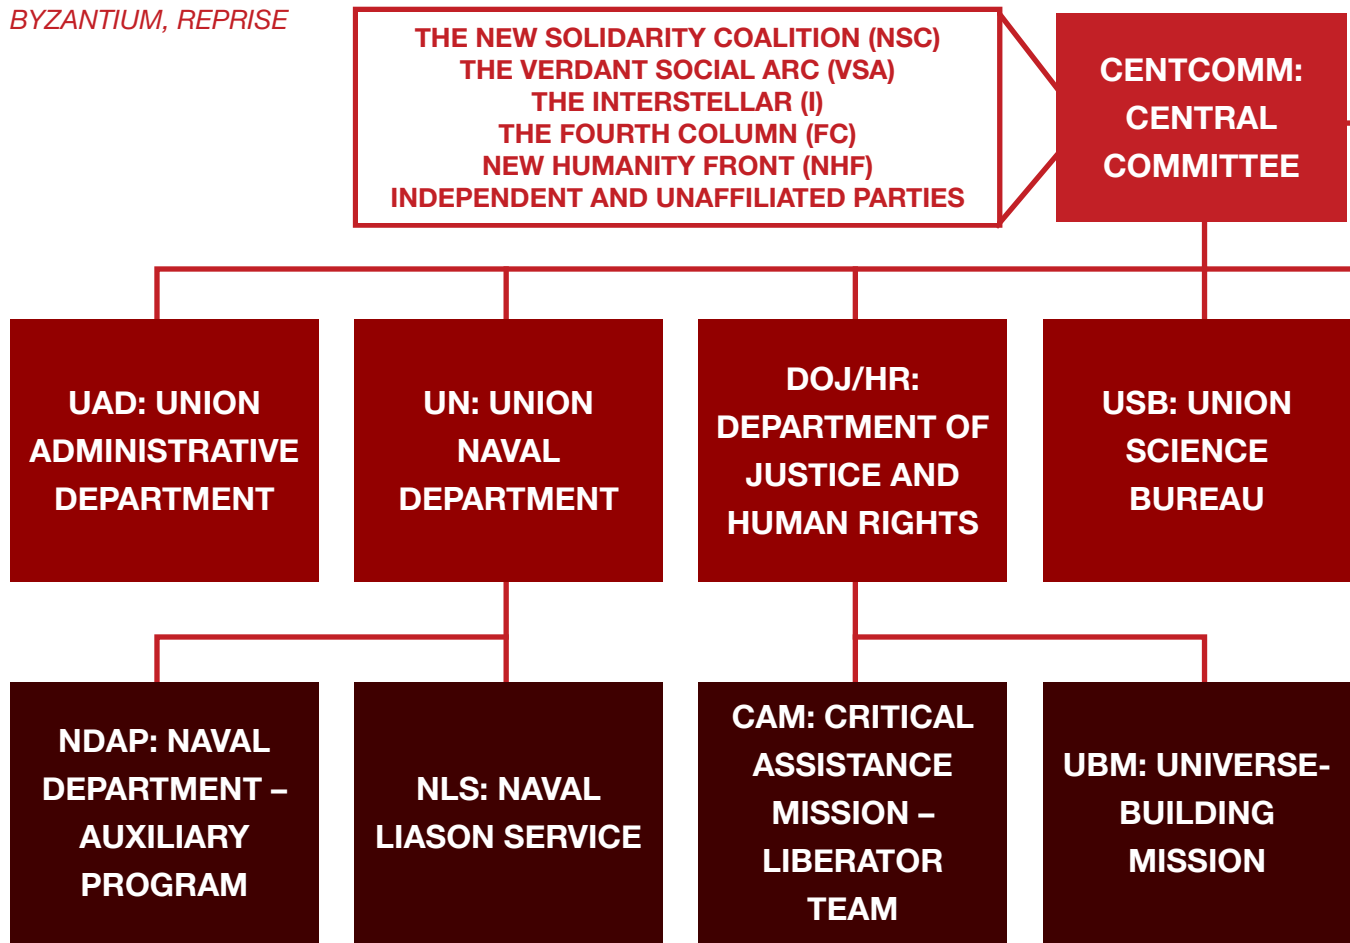 BYZANTIUM, REPRISE
THE NEW SOLIDARITY COALITION (NSC)
THE VERDANT SOCIAL ARC (VSA)
THE INTERSTELLAR (I)
THE FOURTH COLUMN (FC)
NEW HUMANITY FRONT (NHF)
INDEPENDENT AND UNAFFILIATED PARTIES
CENTCOMM:
CENTRAL
COMMITTEE
UAD: UNION
ADMINISTRATIVE
DEPARTMENT
UN: UNION
NAVAL
DEPARTMENT
DOJ/HR:
DEPARTMENT OF
JUSTICE AND
HUMAN RIGHTS
USB: UNION
SCIENCE
BUREAU
NDAP: NAVAL
DEPARTMENT –
AUXILIARY
PROGRAM
NLS: NAVAL
LIASON SERVICE
CAM: CRITICAL
ASSISTANCE
MISSION –
LIBERATOR
TEAM
UBM: UNIVERSE-
BUILDING
MISSION